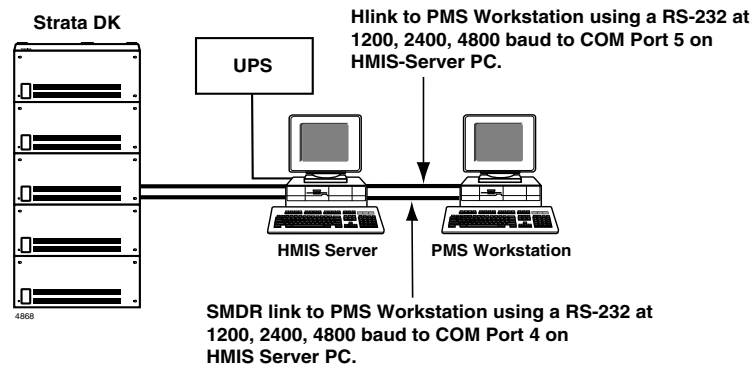 Strata DK
Hlink to PMS Workstation using a RS-232 at
1200, 2400, 4800 baud to COM Port 5 on
HMIS-Server PC.
UPS
HMIS Server
PMS Workstation
4868
SMDR link to PMS Workstation using a RS-232 at
1200, 2400, 4800 baud to COM Port 4 on
HMIS Server PC.